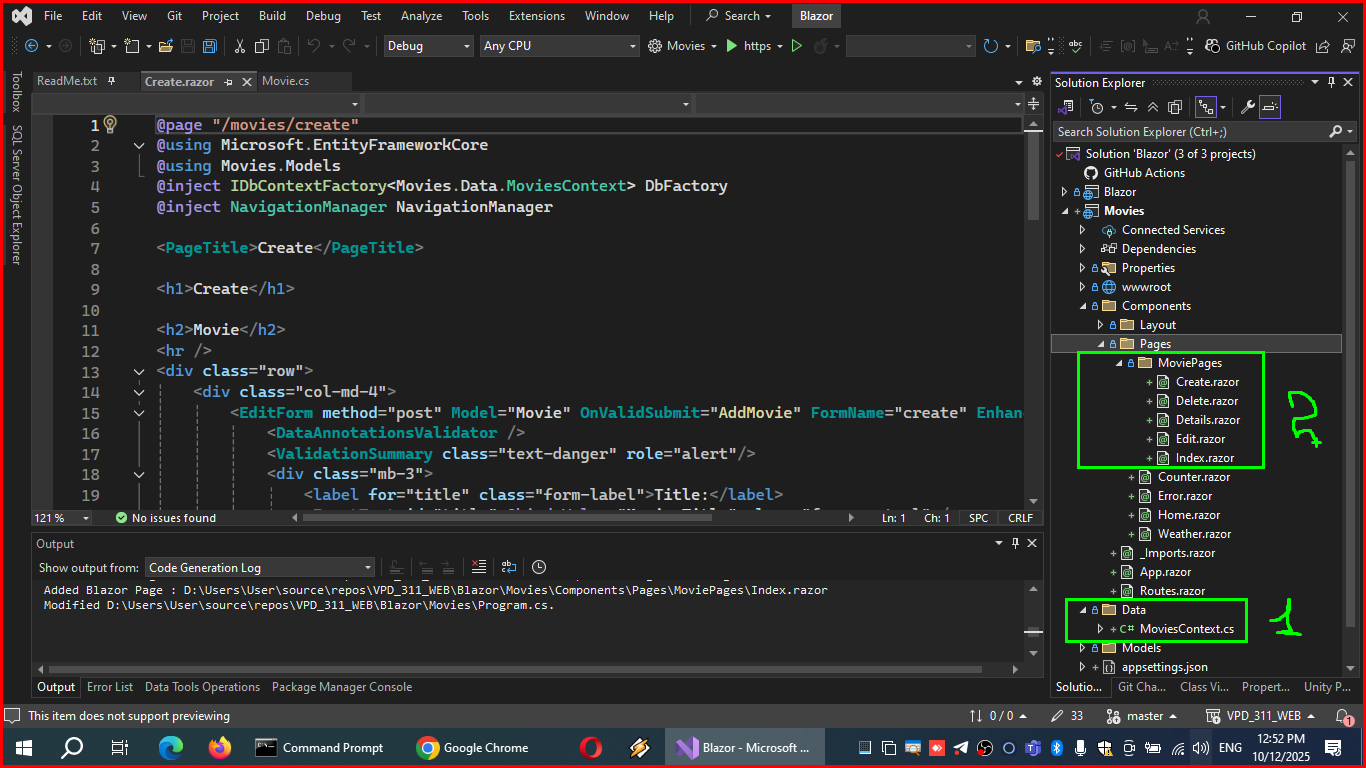 File Edit View Git Project Build Debug Test Analyze Tools Extensions Window Help Search Blazor
Debug Any CPU Movies https GitHub Copilot
ReadMe.txt Create.razor Movie.cs
Toolbox
SQL Server Object Explorer
1 @page "/movies/create"
2 @using Microsoft.EntityFrameworkCore
3 @using Movies.Models
4 @inject IDbContextFactory<Movies.Data.MoviesContext> DbFactory
5 @inject NavigationManager NavigationManager
6
7 <PageTitle>Create</PageTitle>
8
9 <h1>Create</h1>
10
11 <h2>Movie</h2>
12 <hr />
13 <div class="row">
14 <div class="col-md-4">
15 <EditForm method="post" Model="Movie" OnValidSubmit="AddMovie" FormName="create" Enhan
16 <DataAnnotationsValidator />
17 <ValidationSummary class="text-danger" role="alert"/>
18 <div class="mb-3">
19 <label for="title" class="form-label">Title:</label>
121 % No issues found Ln: 1 Ch: 1 SPC CRLF
Output
Show output from: Code Generation Log
Added Blazor Page : D:\Users\User\source\repos\VPD_311_WEB\Blazor\Movies\Components\Pages\MoviePages\Index.razor
Modified D:\Users\User\source\repos\VPD_311_WEB\Blazor\Movies\Program.cs.
Output Error List Data Tools Operations Package Manager Console
Solution Explorer
Search Solution Explorer (Ctrl+;)
Solution 'Blazor' (3 of 3 projects)
GitHub Actions
Blazor
Movies
Connected Services
Dependencies
Properties
wwwroot
Components
Layout
Pages
MoviePages
Create.razor
Delete.razor
Details.razor
Edit.razor
Index.razor
2
Counter.razor
Error.razor
Home.razor
Weather.razor
_Imports.razor
App.razor
Routes.razor
Data
C# MoviesContext.cs
1
Models
appsettings.json
Solutio... Git Cha... Class Vi... Propert... Unity P...
This item does not support previewing 0 / 0 33 master VPD_311_WEB 1
Command Prompt Google Chrome Blazor - Microsoft ... ENG 12:52 PM
10/12/2025